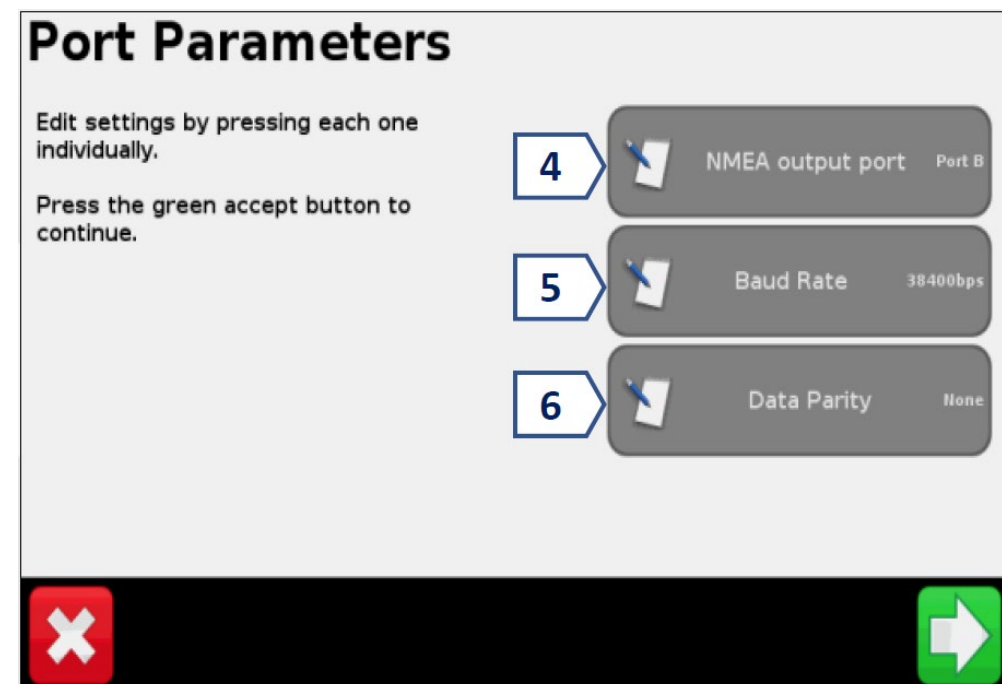 Port Parameters
Edit settings by pressing each one
individually.
Press the green accept button to
continue.
4
NMEA output port Port B
5
Baud Rate 38400bps
6
Data Parity None